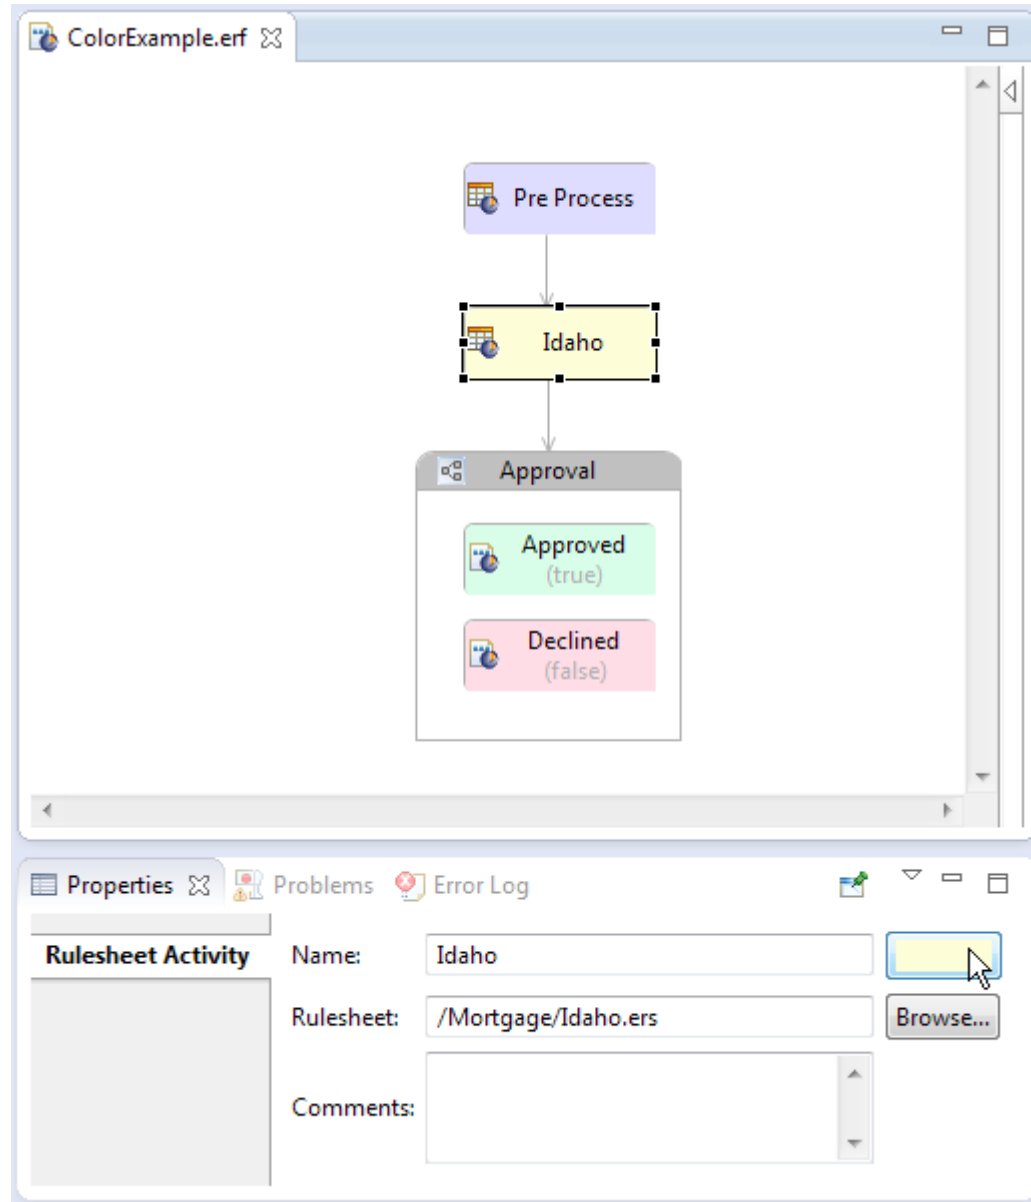 ColorExample.erf
Pre Process
Idaho
Approval
Approved
(true)
Declined
(false)
Properties Problems Error Log
Rulesheet Activity Name: Idaho
Rulesheet: /Mortgage/Idaho.ers Browse...
Comments: